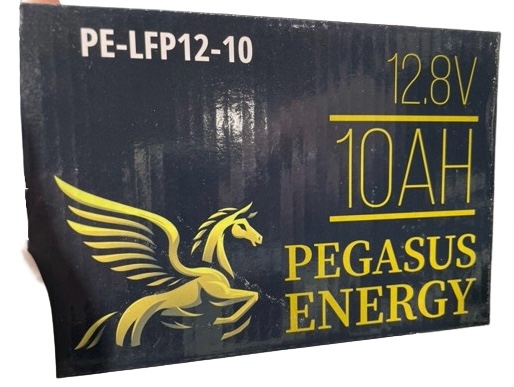 PE-LFP12-10
12.8V
10AH
PEGASUS
ENERGY